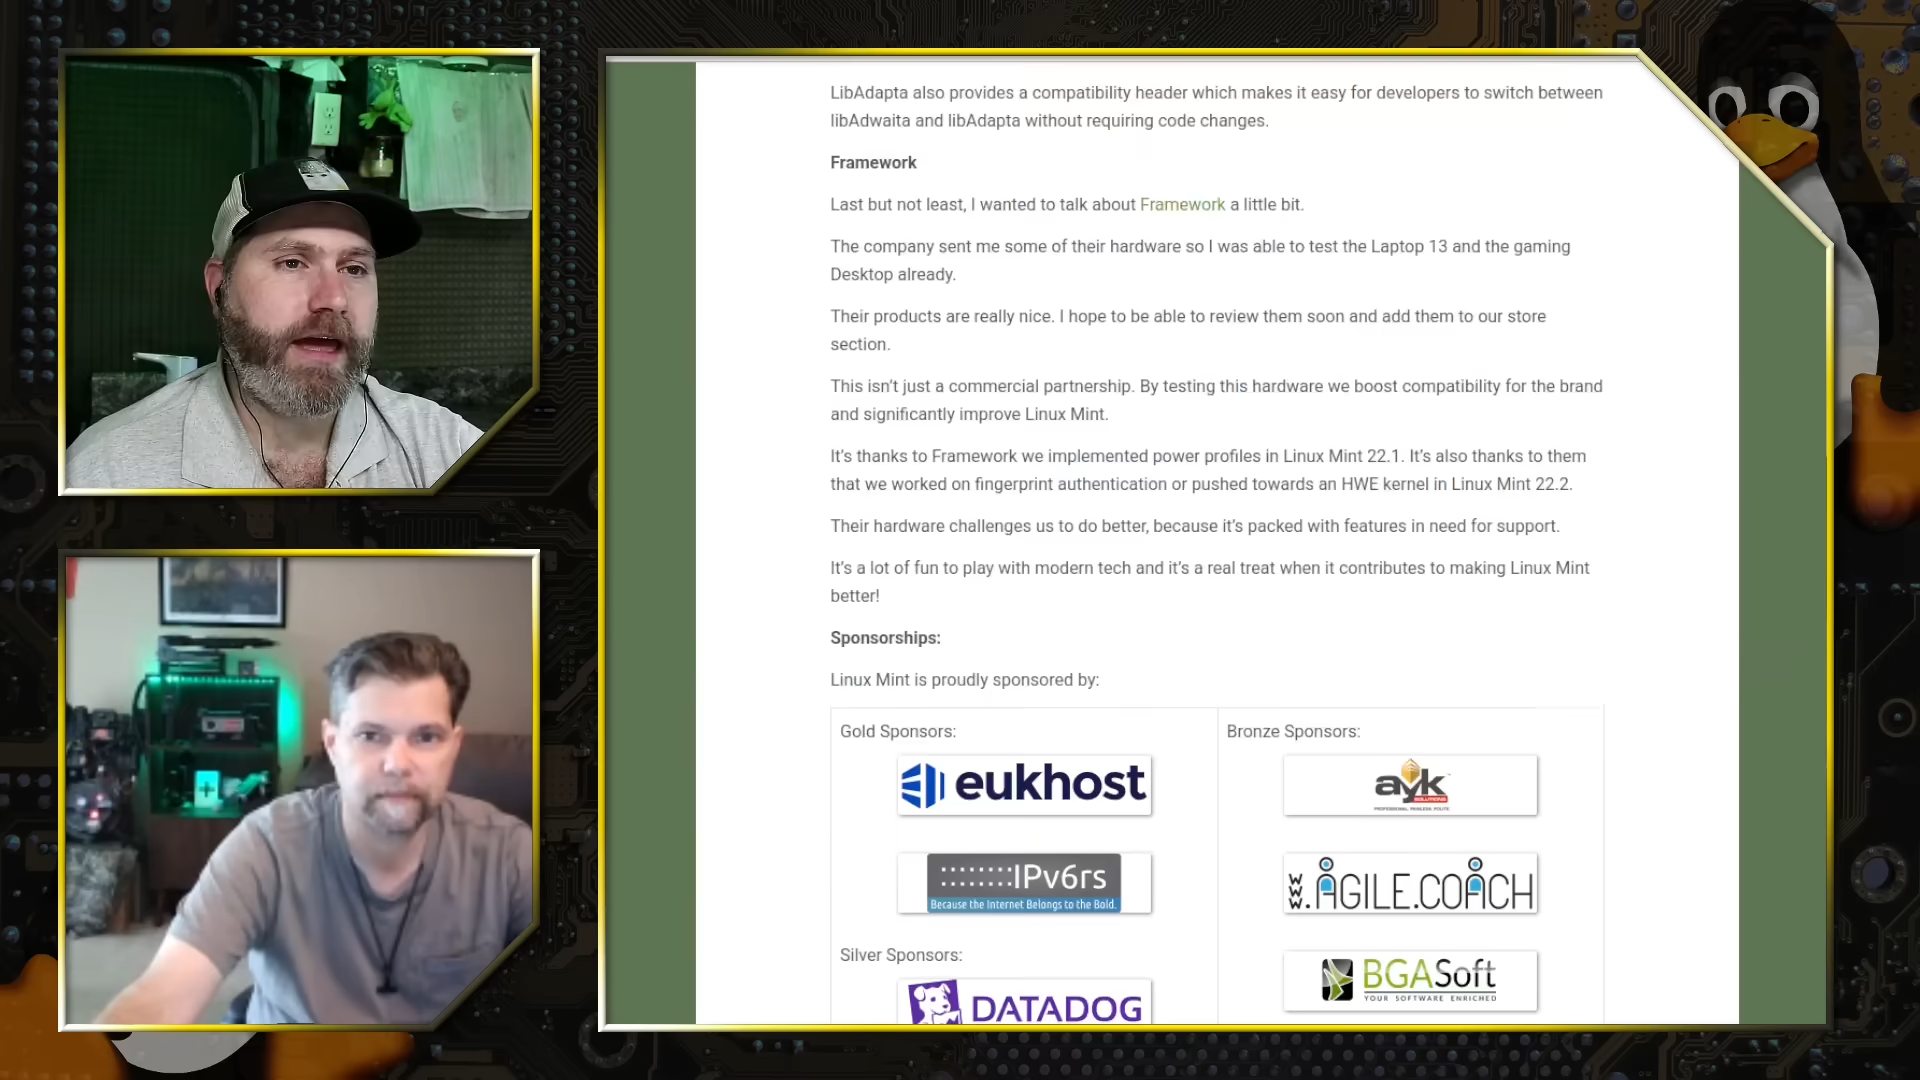 LibAdapta also provides a compatibility header which makes it easy for developers to switch between
libAdwaita and libAdapta without requiring code changes.
Framework
Last but not least, I wanted to talk about Framework a little bit.
The company sent me some of their hardware so I was able to test the Laptop 13 and the gaming
Desktop already.
Their products are really nice. I hope to be able to review them soon and add them to our store
section.
This isn’t just a commercial partnership. By testing this hardware we boost compatibility for the brand
and significantly improve Linux Mint.
It’s thanks to Framework we implemented power profiles in Linux Mint 22.1. It’s also thanks to them
that we worked on fingerprint authentication or pushed towards an HWE kernel in Linux Mint 22.2.
Their hardware challenges us to do better, because it’s packed with features in need for support.
It’s a lot of fun to play with modern tech and it’s a real treat when it contributes to making Linux Mint
better!
Sponsorships:
Linux Mint is proudly sponsored by:
Gold Sponsors:
eukhost
::::::::IPv6rs
Because the Internet Belongs to the Bold.
Silver Sponsors:
DATADOG
Bronze Sponsors:
ayk
SOLUTIONS
PROFESSIONAL. PAINLESS. POLITE
WWW.AGILE.COACH
BGASoft
YOUR SOFTWARE ENRICHED